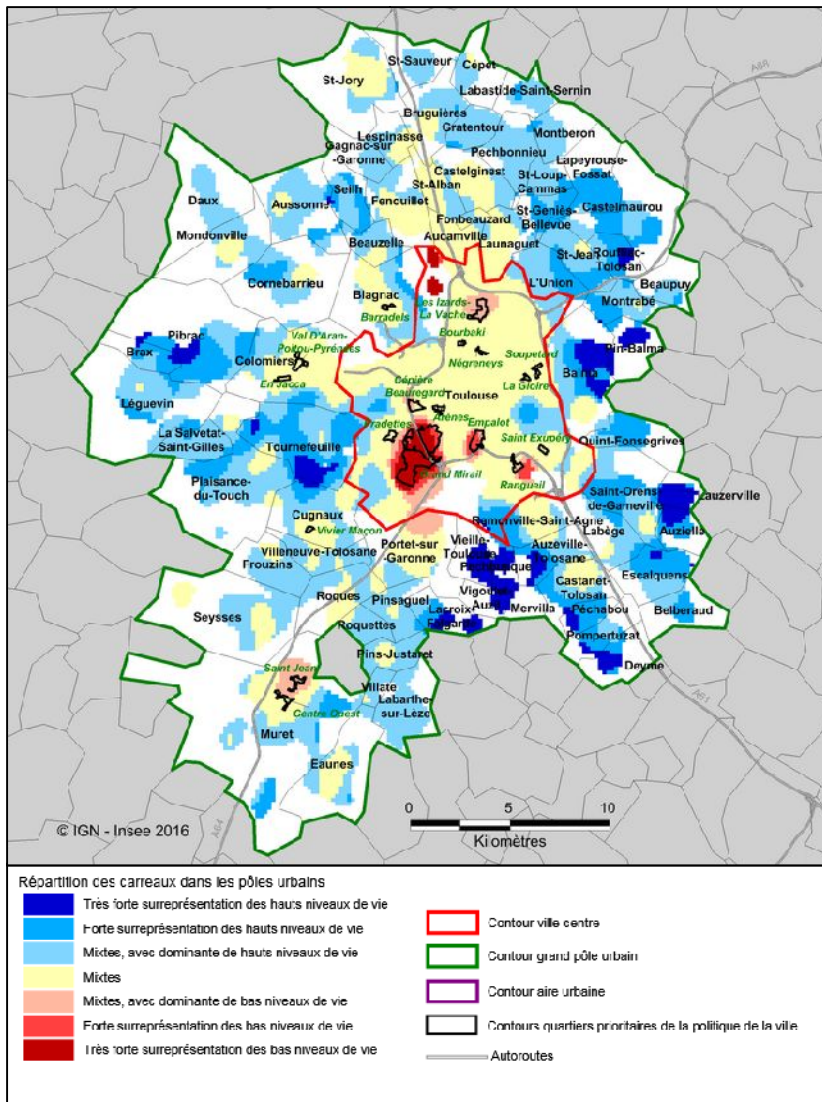 A68
St-Sauveur
Cépet
St-Jory
Labastide-Saint-Sernin
Bruguières
Gratentour
Montberon
Lespinasse
Gagnac-sur
-Garonne
Pechbonnieu
Lapeyrouse-
Fossat
Castelginest
St-Alban
St-Loup-
Cammas
Daux
Seilh
Aussonne
Fenouillet
St-Geniès-
Bellevue
Castelmaurou
Fonbeauzard
Mondonville
Beauzelle
Aucamville
Launaguet
St-Jean
Rouffiac-
Tolosan
Cornebarrieu
L'Union
Beaupuy
Blagnac
Les Izards-
La Vache
Montrabé
Barradels
Bourbaki
Pibrac
Val D'Aran-
Poitou-Pyrénées
Négreneys
Soupetard
Pin-Balma
Brax
Colomiers
Balma
En Jacca
Cépière
Beauregard
Toulouse
La Gloire
Léguevin
Arènes
Empalot
La Salvetat-
Saint-Gilles
Tournefeuille
Pradettes
Saint Exupéry
Quint-Fonsegrives
Grand Mirail
Rangueil
Plaisance-
du-Touch
Saint-Orens
de-Gameville
Lauzerville
Cugnaux
Ramonville-Saint-Agne
Labège
Auzielle
Vivier Maçon
Portet-sur
-Garonne
Vieille-
Toulouse
Auzeville-
Tolosane
Villeneuve-Tolosane
Frouzins
Pechbusque
Escalquens
Castanet-
Tolosan
Roques
Vigoulet-
Auzil
Seysses
Pinsaguel
Lacroix-
Falgarde
Mervilla
Péchabou
Belberaud
Roquettes
Pompertuzat
Pins-Justaret
Deyme
Saint Jean
Villate
A61
Labarthe-
sur-Lèze
Centre Ouest
Muret
Eaunes
0 5 10
Kilomètres
A64
© IGN - Insee 2016
Répartition des carreaux dans les pôles urbains
Très forte surreprésentation des hauts niveaux de vie
Forte surreprésentation des hauts niveaux de vie
Mixtes, avec dominante de hauts niveaux de vie
Mixtes
Mixtes, avec dominante de bas niveaux de vie
Forte surreprésentation des bas niveaux de vie
Très forte surreprésentation des bas niveaux de vie
Contour ville centre
Contour grand pôle urbain
Contour aire urbaine
Contours quartiers prioritaires de la politique de la ville
Autoroutes